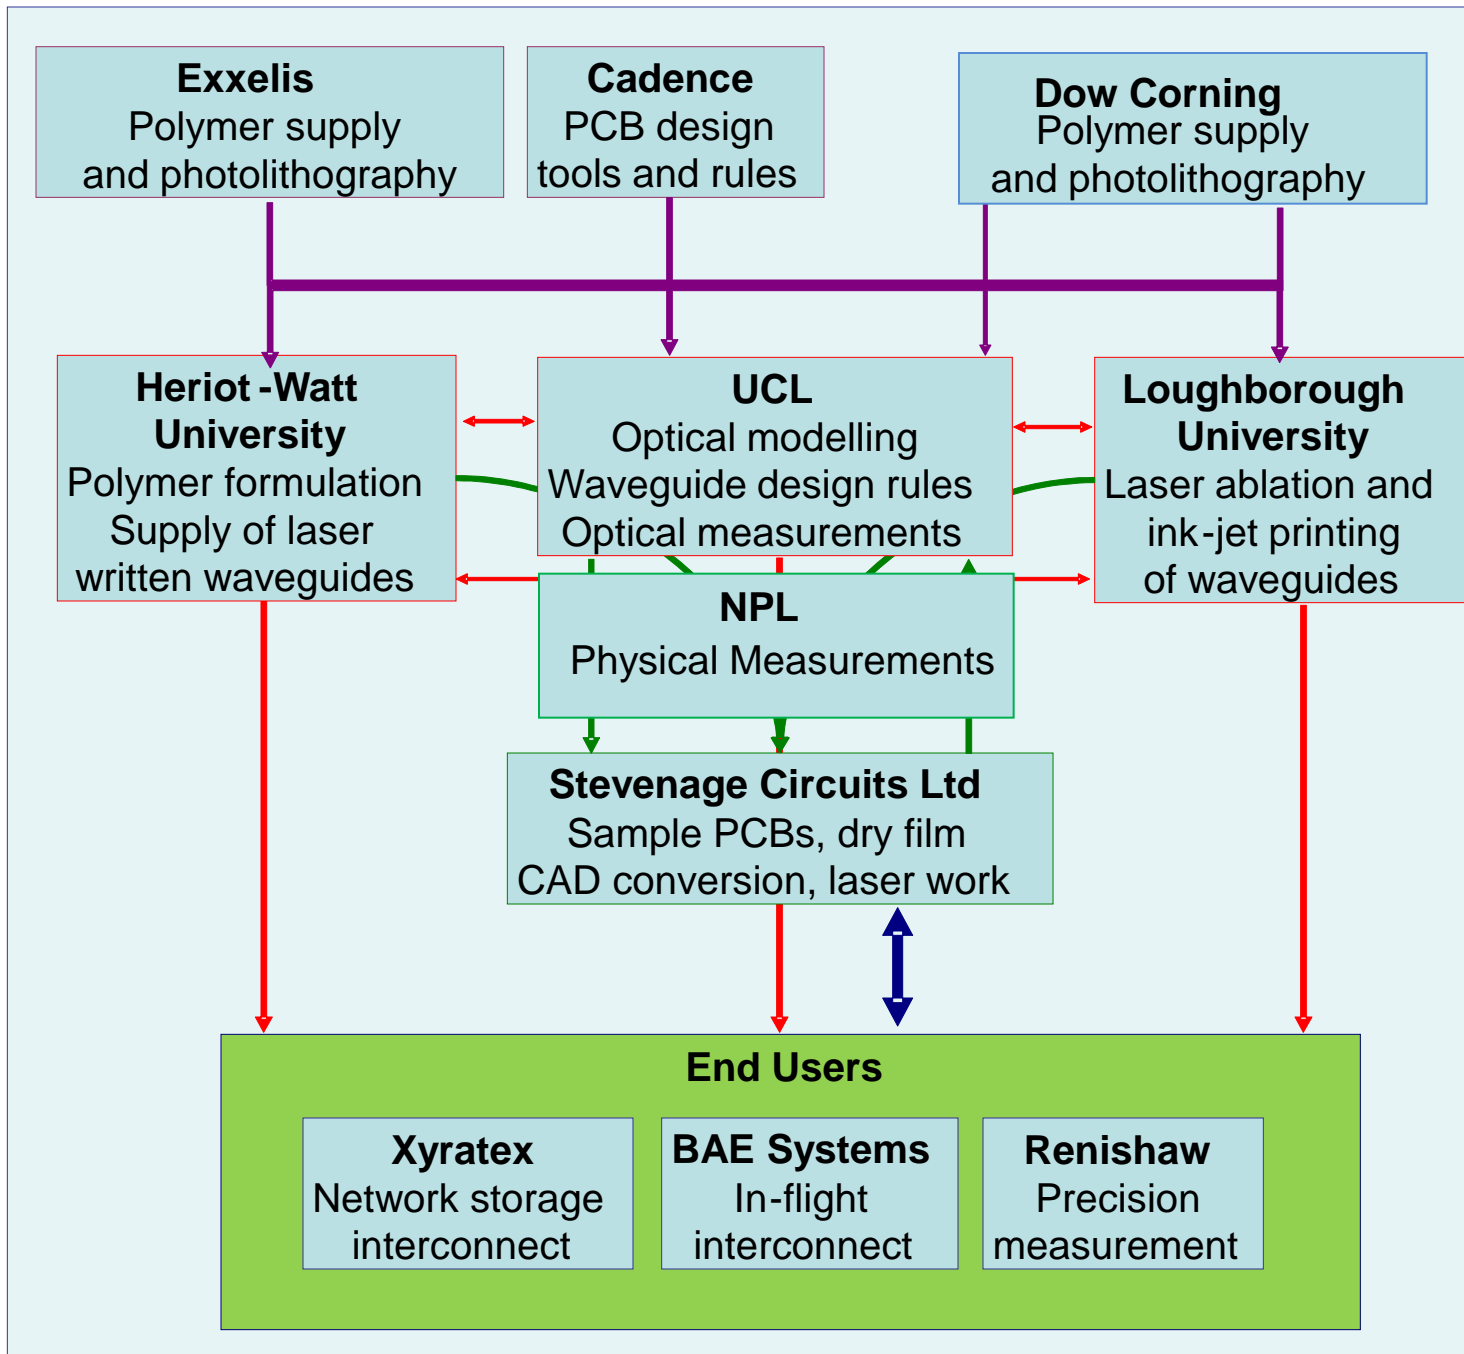 Exxelis
Polymer supply
and photolithography
Cadence
PCB design
tools and rules
Dow Corning
Polymer supply
and photolithography
Heriot-Watt
University
Polymer formulation
Supply of laser
written waveguides
UCL
Optical modelling
Waveguide design rules
Optical measurements
Loughborough
University
Laser ablation and
ink-jet printing
of waveguides
NPL
Physical Measurements
Stevenage Circuits Ltd
Sample PCBs, dry film
CAD conversion, laser work
End Users
Xyratex
Network storage
interconnect
BAE Systems
In-flight
interconnect
Renishaw
Precision
measurement